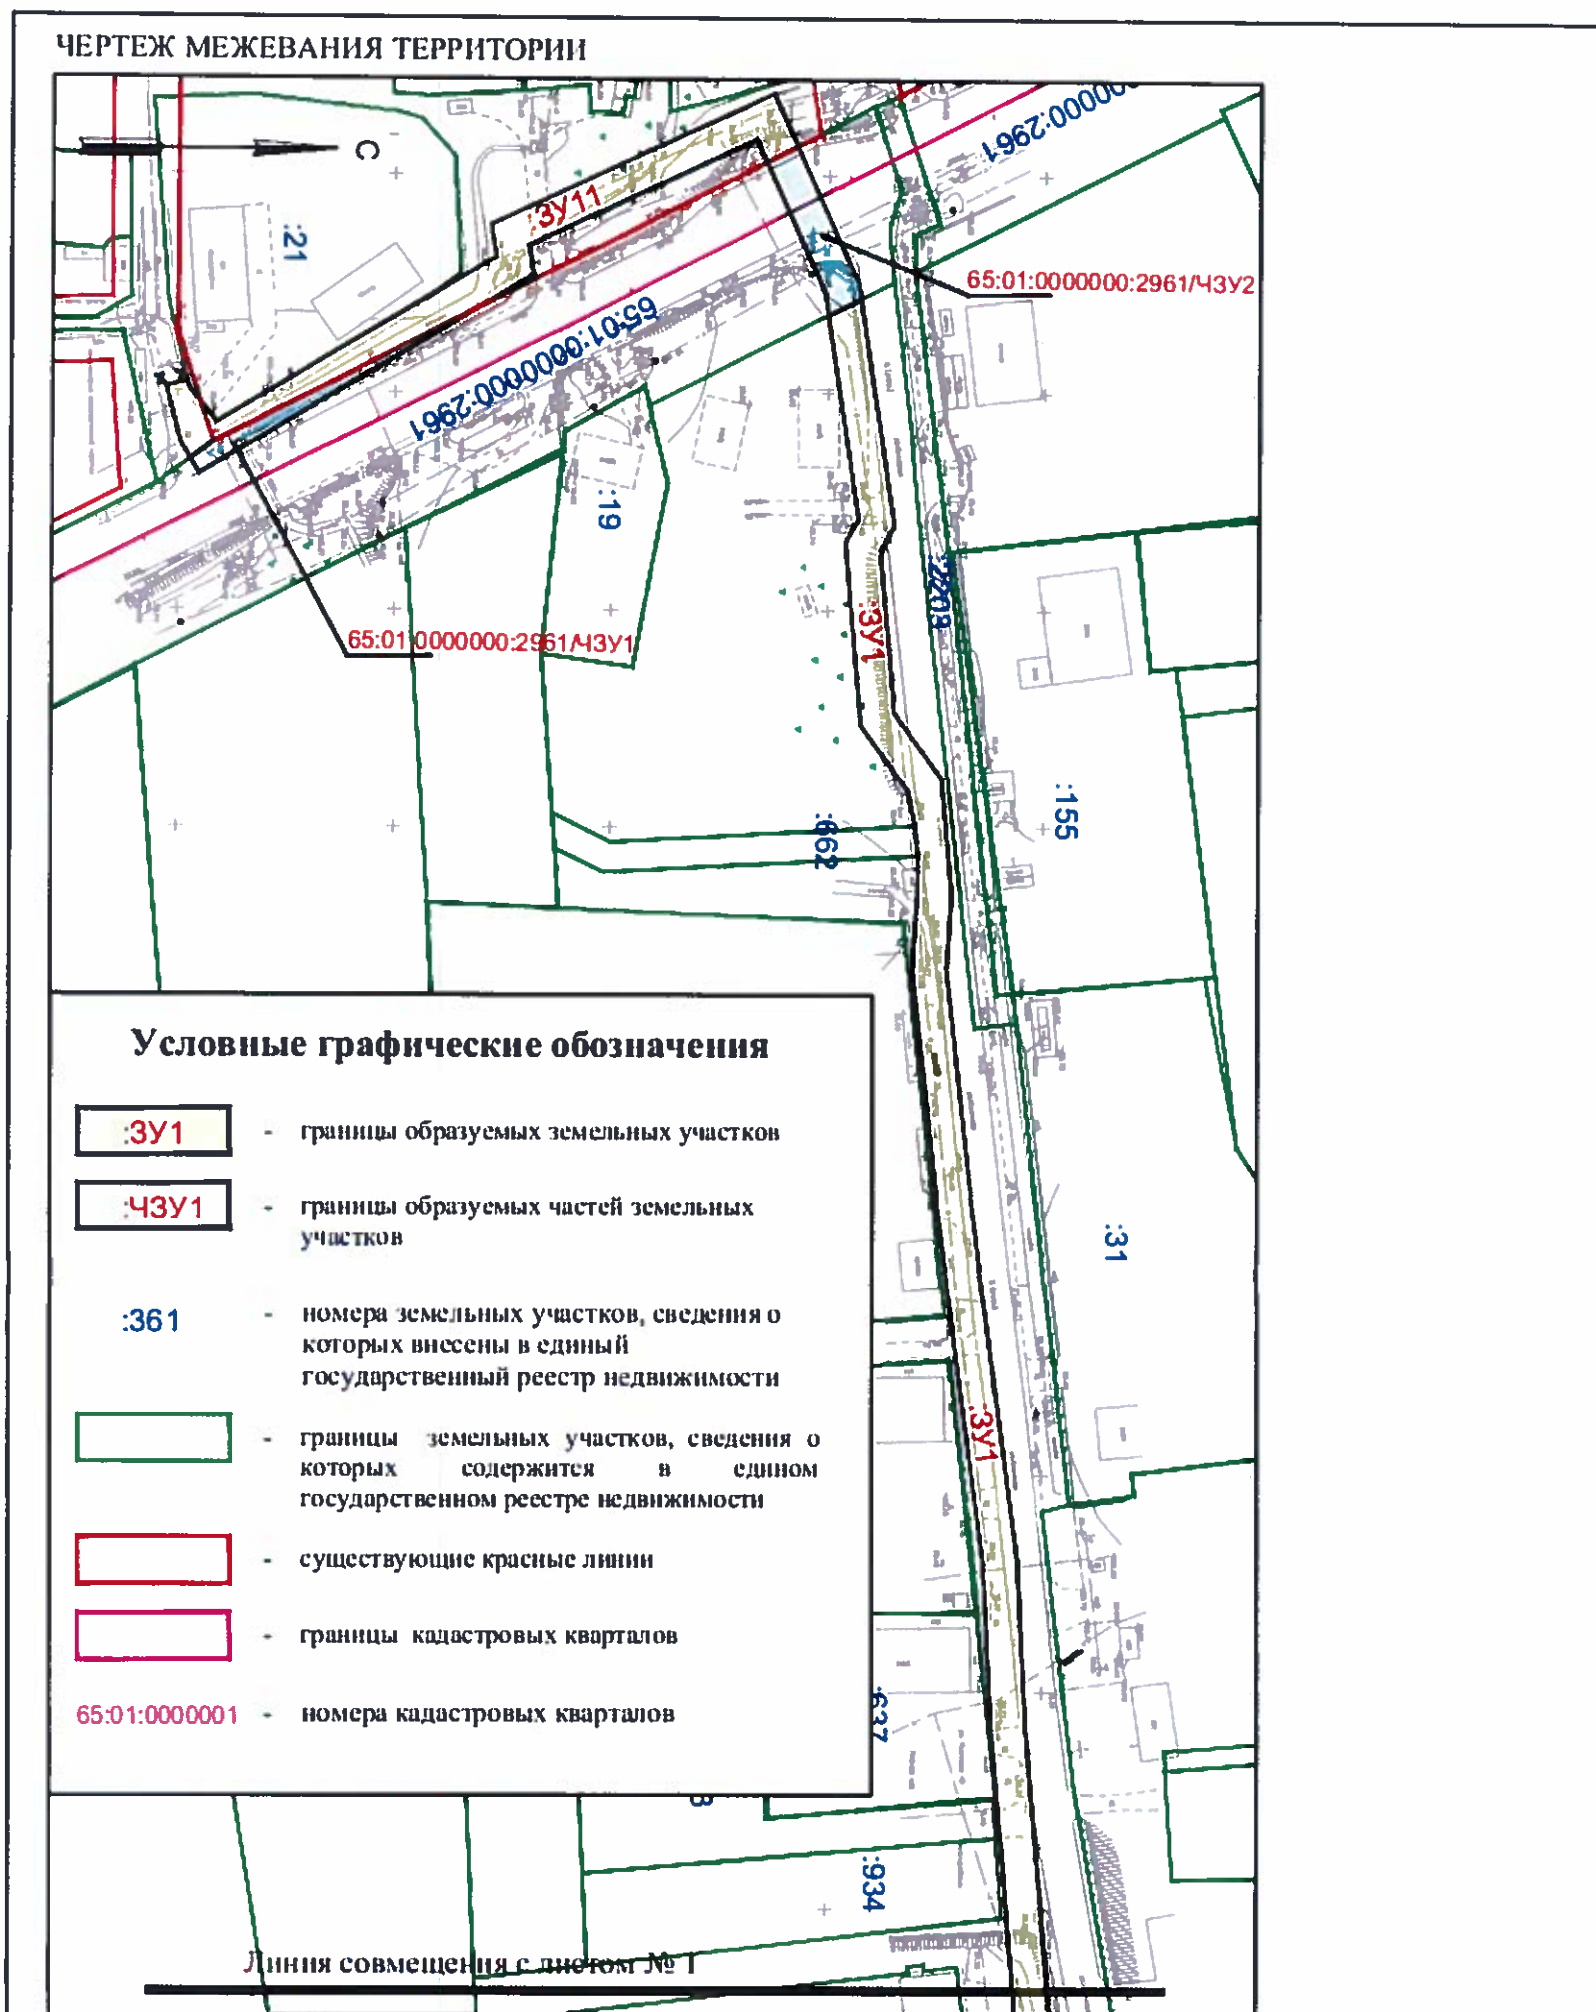 ЧЕРТЕЖ МЕЖЕВАНИЯ ТЕРРИТОРИИ
С
:21
:ЗУ11
65:01:0000000:2961/ЧЗУ2
65:01:0000000:2961
:19
65:01:0000000:2961/ЧЗУ1
:ЗУ1
:155
:662
:31
:ЗУ1
:637
:934
Условные графические обозначения
:ЗУ1 - границы образуемых земельных участков
:ЧЗУ1 - границы образуемых частей земельных
участков
:361 - номера земельных участков, сведения о
которых внесены в единый
государственный реестр недвижимости
- границы земельных участков, сведения о
которых содержится в едином
государственном реестре недвижимости
- существующие красные линии
- границы кадастровых кварталов
65:01:0000001 - номера кадастровых кварталов
Линия совмещения с листом № 1